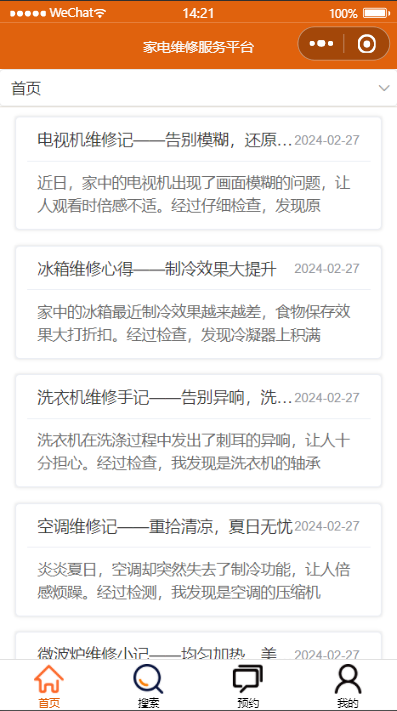 WeChat 14:21 100%
家电维修服务平台
首页
电视机维修记——告别模糊，还原... 2024-02-27
近日，家中的电视机出现了画面模糊的问题，让
人观看时倍感不适。经过仔细检查，发现原
冰箱维修心得——制冷效果大提升 2024-02-27
家中的冰箱最近制冷效果越来越差，食物保存效
果大打折扣。经过检查，发现冷凝器上积满
洗衣机维修手记——告别异响，洗... 2024-02-27
洗衣机在洗涤过程中发出了刺耳的异响，让人十
分担心。经过检查，我发现是洗衣机的轴承
空调维修记——重拾清凉，夏日无忧 2024-02-27
炎炎夏日，空调却突然失去了制冷功能，让人倍
感烦躁。经过检测，我发现是空调的压缩机
微波炉维修小记——均匀加热，美 2024-02-27
首页 搜索 预约 我的